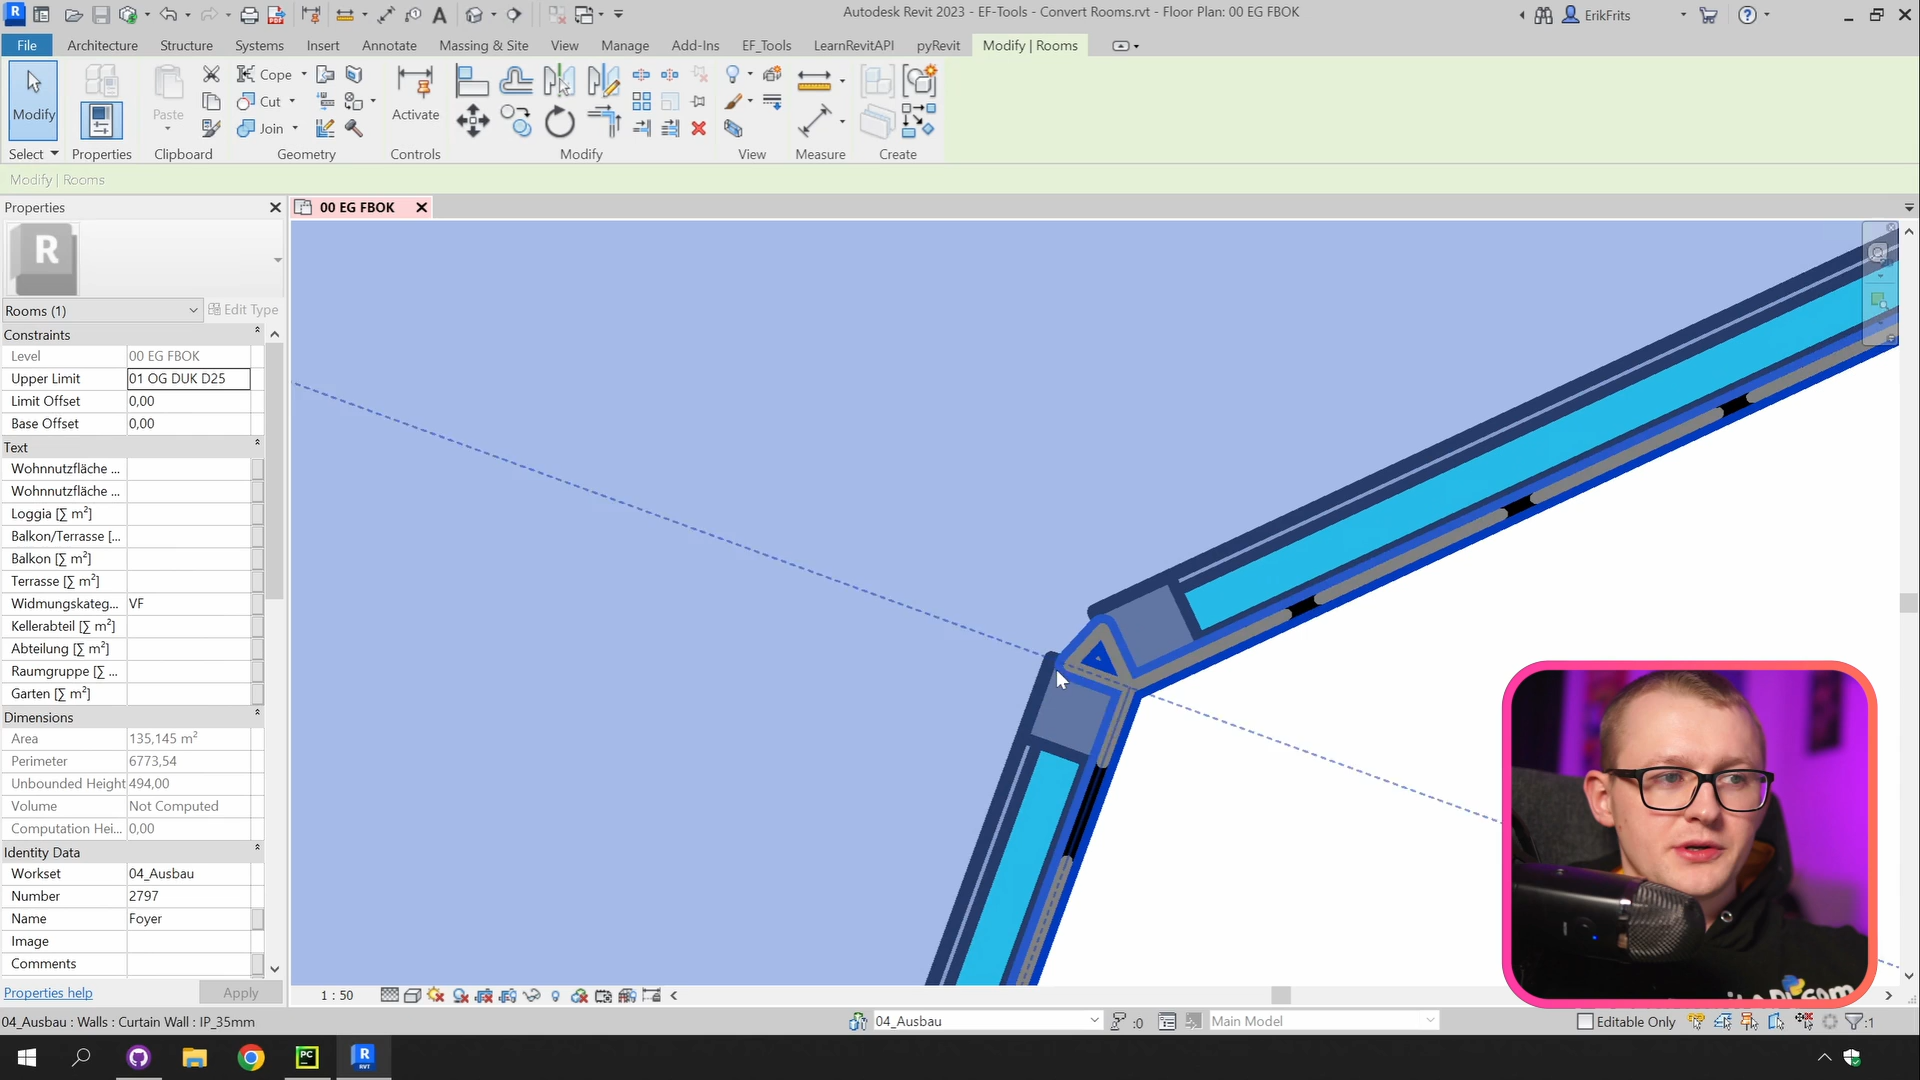 Autodesk Revit 2023 - EF-Tools - Convert Rooms.rvt - Floor Plan: 00 EG FBOK
ErikFrits
File Architecture Structure Systems Insert Annotate Massing & Site View Manage Add-Ins EF_Tools LearnRevitAPI pyRevit Modify | Rooms
Modify
Paste
Cope
Cut
Join
Activate
Select Properties Clipboard Geometry Controls Modify View Measure Create
Modify | Rooms
Properties
00 EG FBOK
R
Rooms (1)
Edit Type
Constraints
Level 00 EG FBOK
Upper Limit 01 OG DUK D25
Limit Offset 0,00
Base Offset 0,00
Text
Wohnnutzfläche ...
Wohnnutzfläche ...
Loggia [∑ m²]
Balkon/Terrasse [...
Balkon [∑ m²]
Terrasse [∑ m²]
Widmungskateg... VF
Kellerabteil [∑ m²]
Abteilung [∑ m²]
Raumgruppe [∑ ...
Garten [∑ m²]
Dimensions
Area 135,145 m²
Perimeter 6773,54
Unbounded Height 494,00
Volume Not Computed
Computation Hei... 0,00
Identity Data
Workset 04_Ausbau
Number 2797
Name Foyer
Image
Comments
Properties help
Apply
1 : 50
04_Ausbau : Walls : Curtain Wall : IP_35mm
04_Ausbau
:0
Main Model
Editable Only
:1
PC
R
RVT